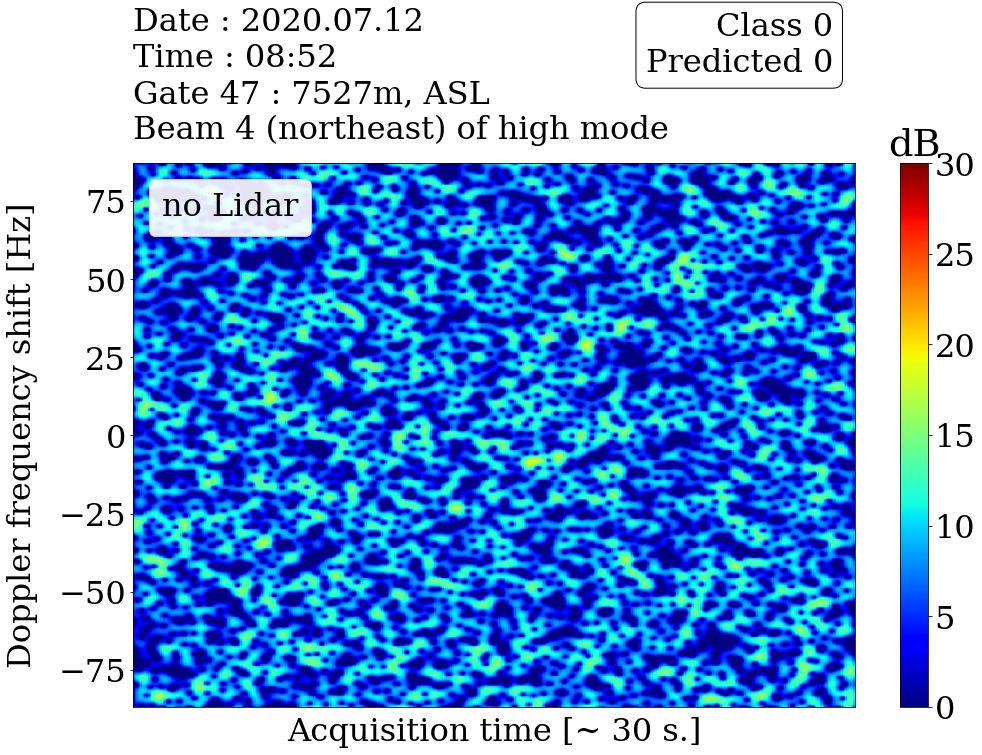 Date : 2020.07.12
Time : 08:52
Gate 47 : 7527m, ASL
Beam 4 (northeast) of high mode
Class 0
Predicted 0
dB
no Lidar
Doppler frequency shift [Hz]
75
50
25
0
−25
−50
−75
Acquisition time [~ 30 s.]
30
25
20
15
10
5
0